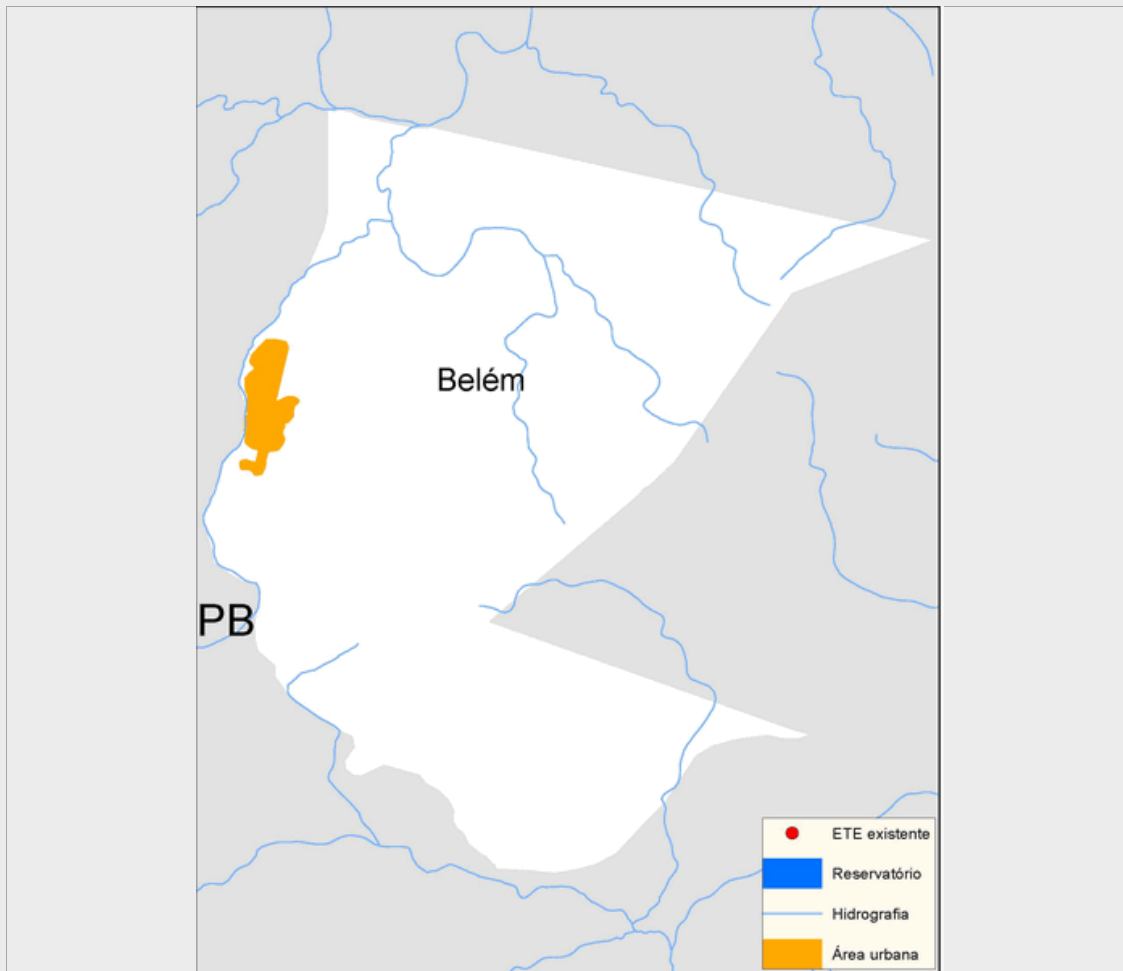 Belém
PB
ETE existente
Reservatório
Hidrografia
Área urbana